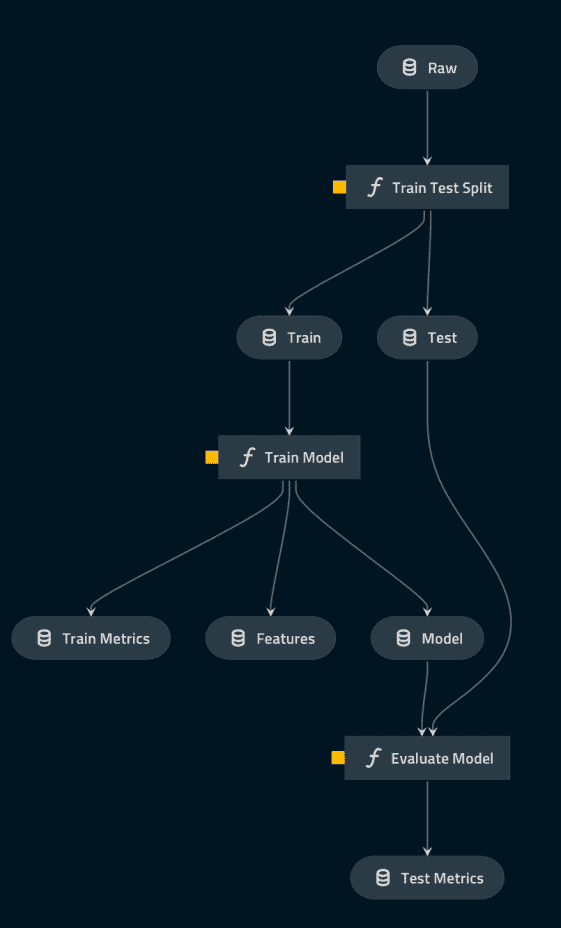 Raw
Train Test Split
Train
Test
Train Model
Train Metrics
Features
Model
Evaluate Model
Test Metrics